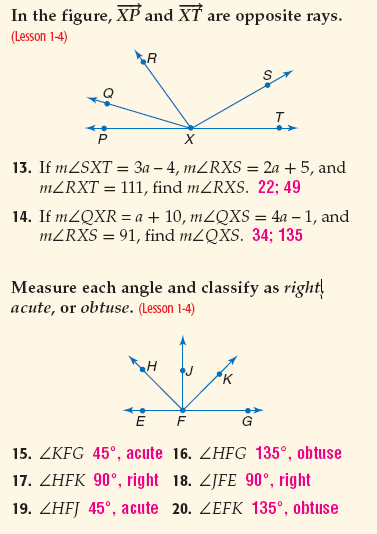 In the figure, XP and XT are opposite rays.
(Lesson 1-4)
R
S
Q
T
P
X
13. If m∠SXT = 3a – 4, m∠RXS = 2a + 5, and
m∠RXT = 111, find m∠RXS. 22; 49
14. If m∠QXR = a + 10, m∠QXS = 4a – 1, and
m∠RXS = 91, find m∠QXS. 34; 135
Measure each angle and classify as right,
acute, or obtuse. (Lesson 1-4)
H
J
K
E
F
G
15. ∠KFG 45°, acute 16. ∠HFG 135°, obtuse
17. ∠HFK 90°, right 18. ∠JFE 90°, right
19. ∠HFJ 45°, acute 20. ∠EFK 135°, obtuse